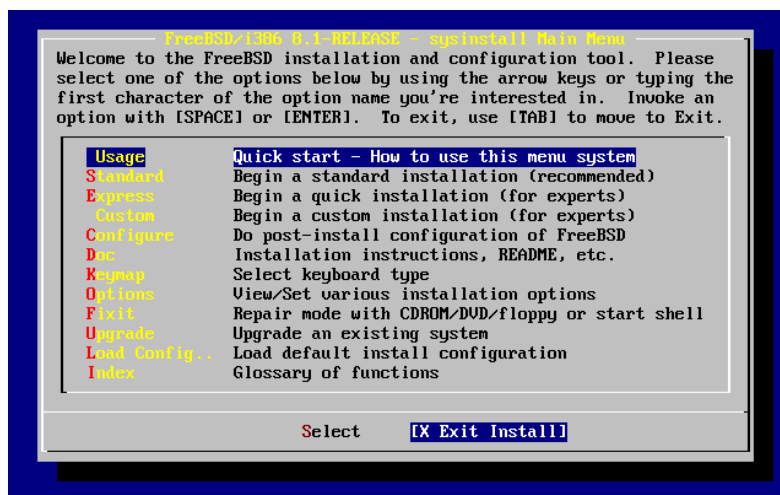 FreeBSD/i386 8.1-RELEASE - sysinstall Main Menu
Welcome to the FreeBSD installation and configuration tool.  Please
select one of the options below by using the arrow keys or typing the
first character of the option name you're interested in.  Invoke an
option with [SPACE] or [ENTER].  To exit, use [TAB] to move to Exit.
Usage Quick start - How to use this menu system
Standard Begin a standard installation (recommended)
Express Begin a quick installation (for experts)
Custom Begin a custom installation (for experts)
Configure Do post-install configuration of FreeBSD
Doc Installation instructions, README, etc.
Keymap Select keyboard type
Options View/Set various installation options
Fixit Repair mode with CDROM/DVD/floppy or start shell
Upgrade Upgrade an existing system
Load Config.. Load default install configuration
Index Glossary of functions
Select [X Exit Install]